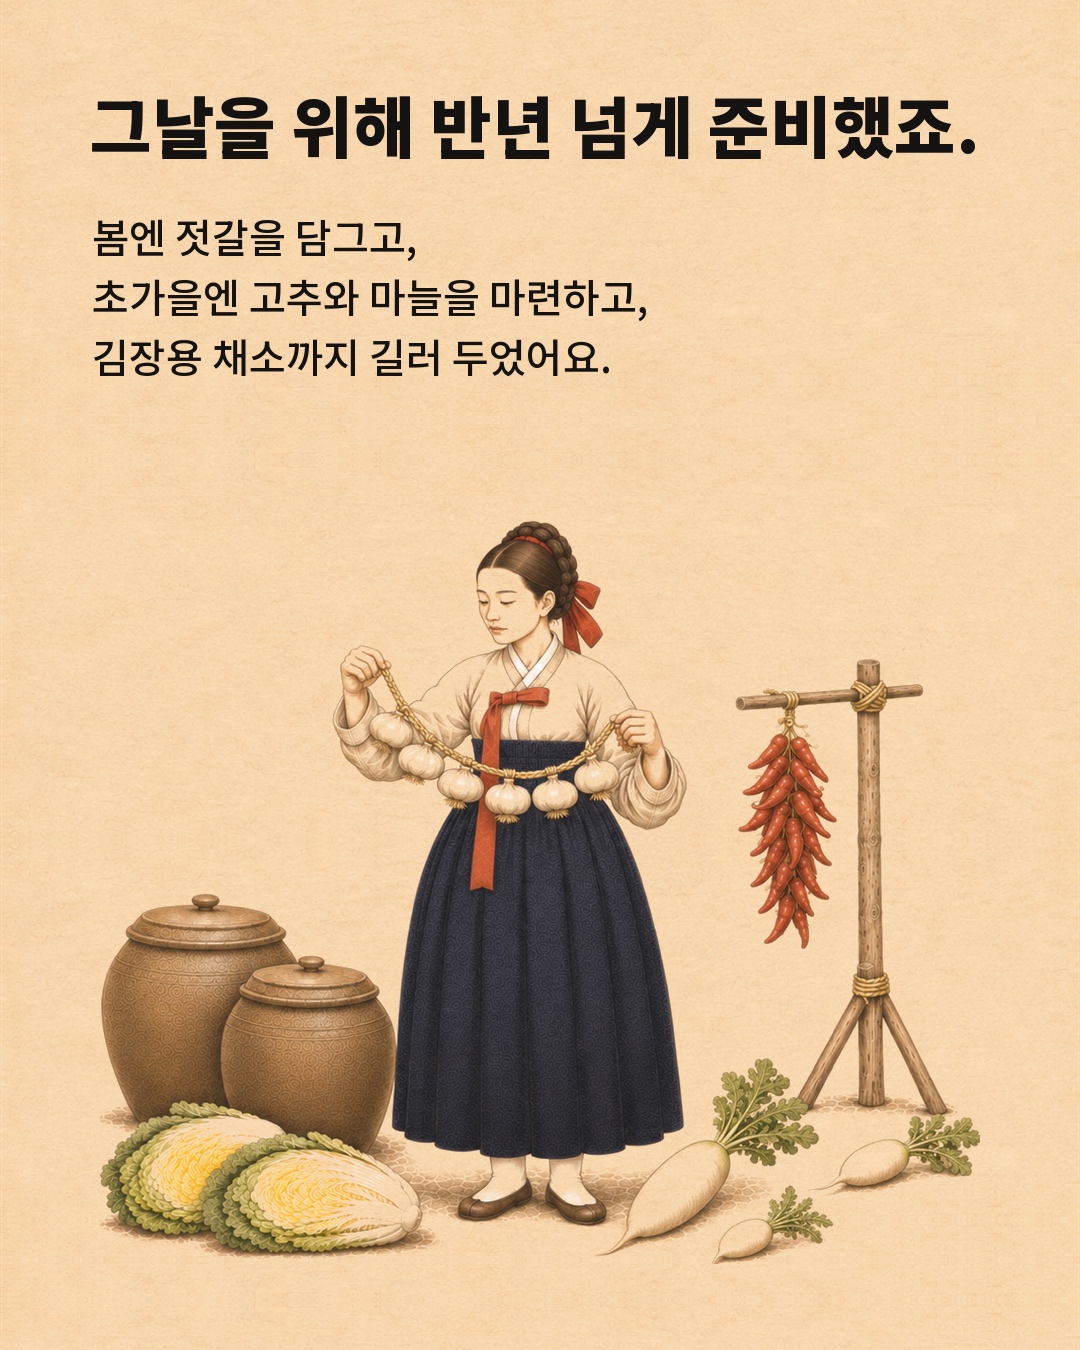 그날을 위해 반년 넘게 준비했죠.
봄엔 젓갈을 담그고,
초가을엔 고추와 마늘을 마련하고,
김장용 채소까지 길러 두었어요.